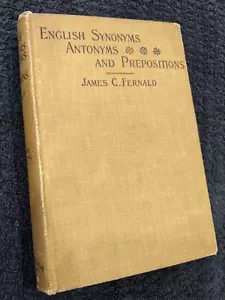 English Synonyms
Antonyms
and Prepositions
James C. Fernald